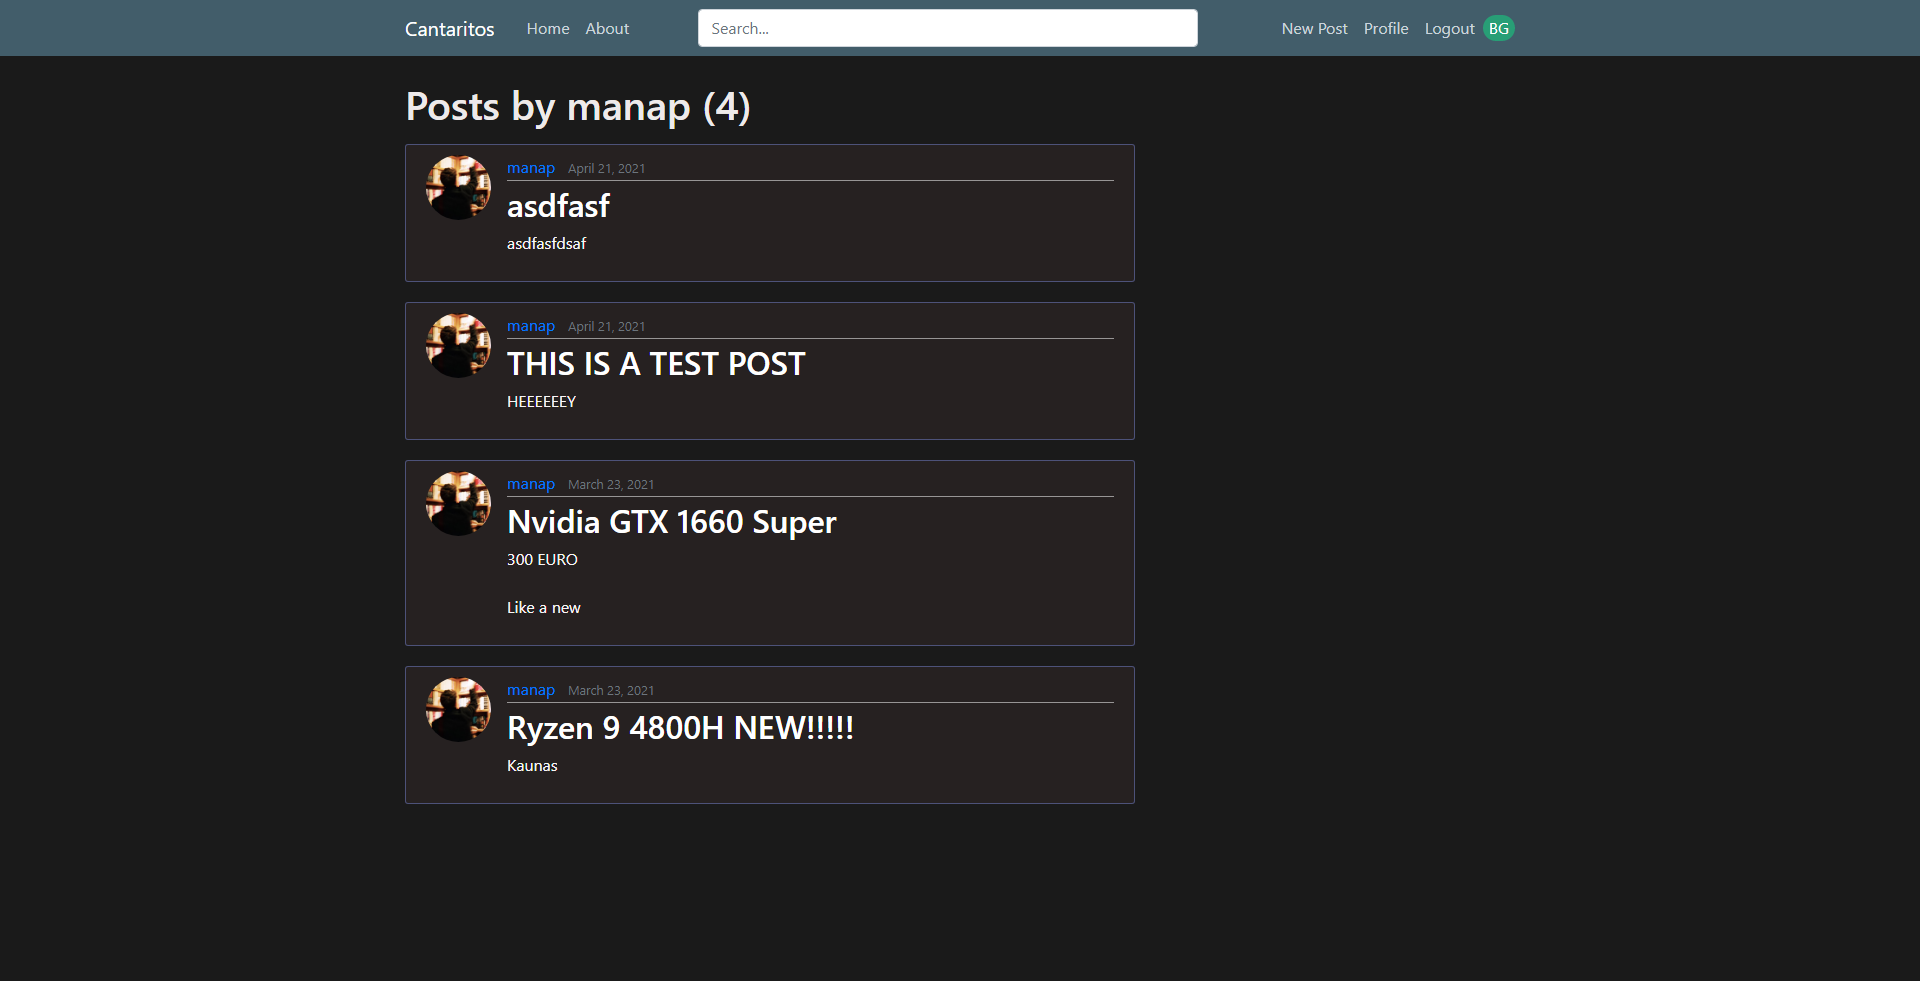 Cantaritos Home About Search... New Post Profile Logout BG
Posts by manap (4)
manap April 21, 2021
asdfasf
asdfasfdsaf
manap April 21, 2021
THIS IS A TEST POST
HEEEEEEY
manap March 23, 2021
Nvidia GTX 1660 Super
300 EURO
Like a new
manap March 23, 2021
Ryzen 9 4800H NEW!!!!!
Kaunas